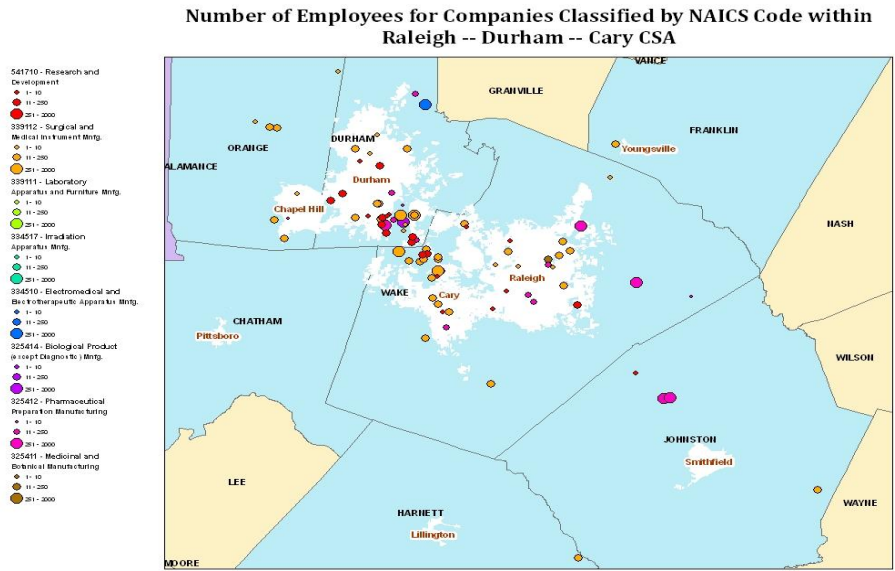 Number of Employees for Companies Classified by NAICS Code within
Raleigh -- Durham -- Cary CSA
541710 - Research and
Development
1 - 10
11 - 250
251 - 2000
339112 - Surgical and
Medical Instrument Mnfg.
1 - 10
11 - 250
251 - 2000
339111 - Laboratory
Apparatus and Furniture Mnfg.
1 - 10
11 - 250
251 - 2000
334517 - Irradiation
Apparatus Mnfg.
1 - 10
11 - 250
251 - 2000
334510 - Electromedical and
Electrotherapeutic Apparatus Mnfg.
1 - 10
11 - 250
251 - 2000
325414 - Biological Product
(except Diagnostic) Mnfg.
1 - 10
11 - 250
251 - 2000
325412 - Pharmaceutical
Preparation Manufacturing
1 - 10
11 - 250
251 - 2000
325411 - Medicinal and
Botanical Manufacturing
1 - 10
11 - 250
251 - 2000
VANCE
GRANVILLE
FRANKLIN
DURHAM
ORANGE
Youngsville
ALAMANCE
Durham
Chapel Hill
NASH
Raleigh
WAKE
Cary
CHATHAM
Pittsboro
WILSON
JOHNSTON
Smithfield
LEE
WAYNE
HARNETT
Lillington
MOORE